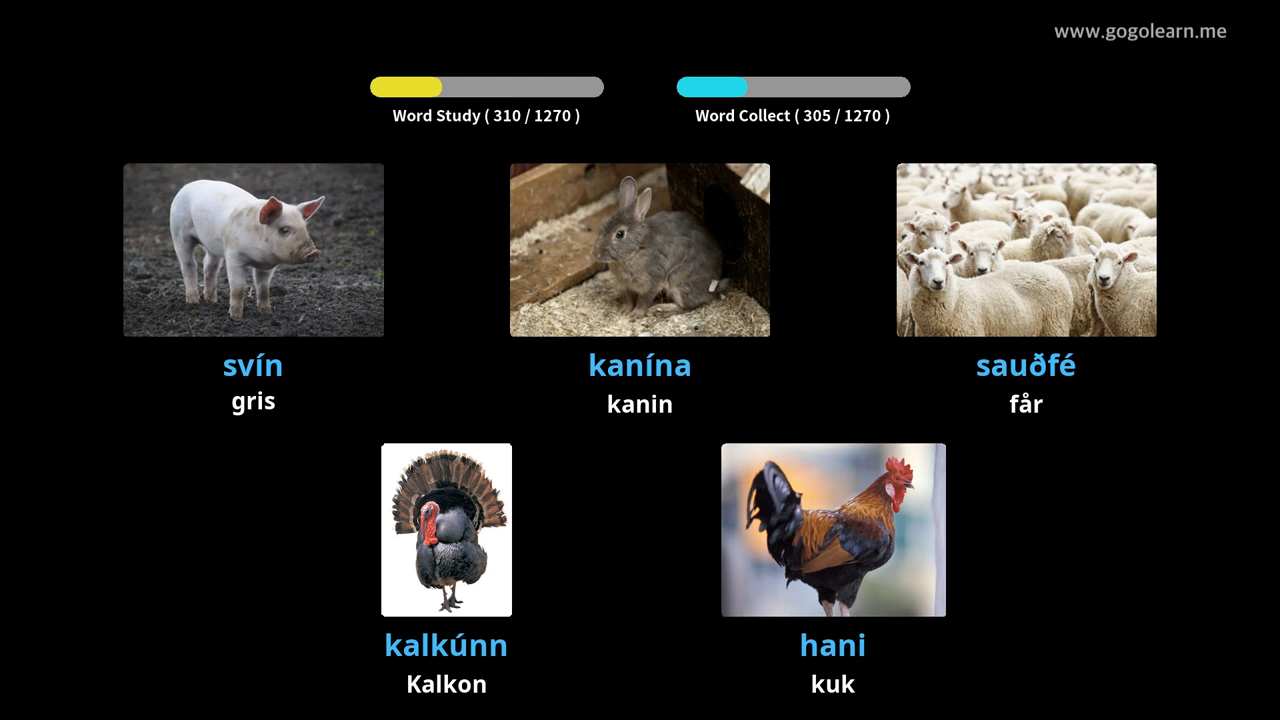 www.gogolearn.me
Word Study ( 310 / 1270 )
Word Collect ( 305 / 1270 )
svín
kanína
sauðfé
gris
kanin
får
kalkúnn
hani
Kalkon
kuk